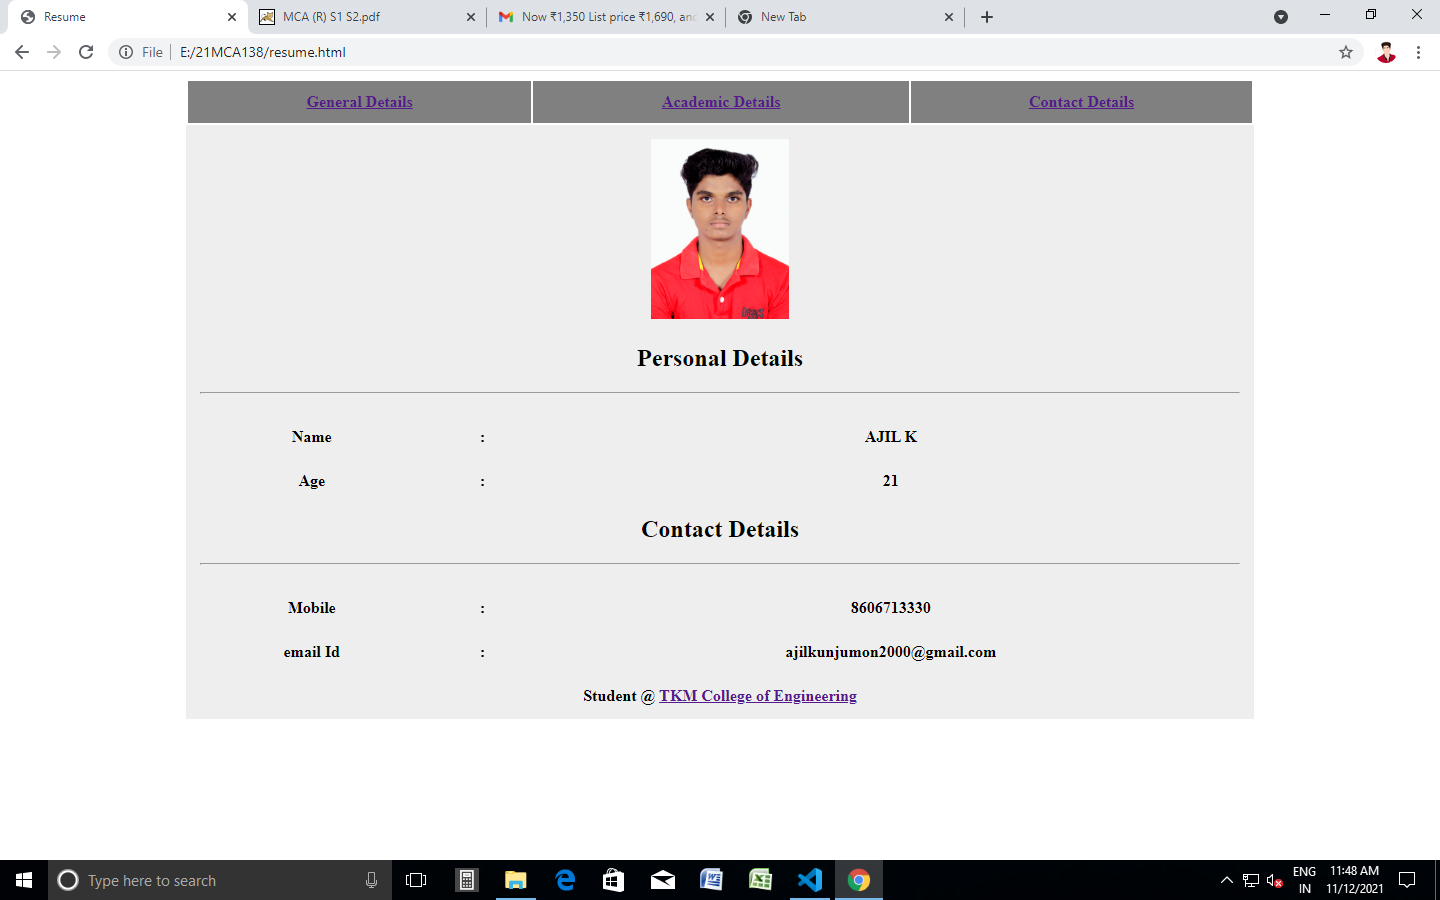 Resume
MCA (R) S1 S2.pdf
Now ₹1,350 List price ₹1,690, and
New Tab
File
E:/21MCA138/resume.html
General Details
Academic Details
Contact Details
Personal Details
Name : AJIL K
Age : 21
Contact Details
Mobile : 8606713330
email Id : ajilkunjumon2000@gmail.com
Student @ TKM College of Engineering
Type here to search
ENG
IN
11:48 AM
11/12/2021